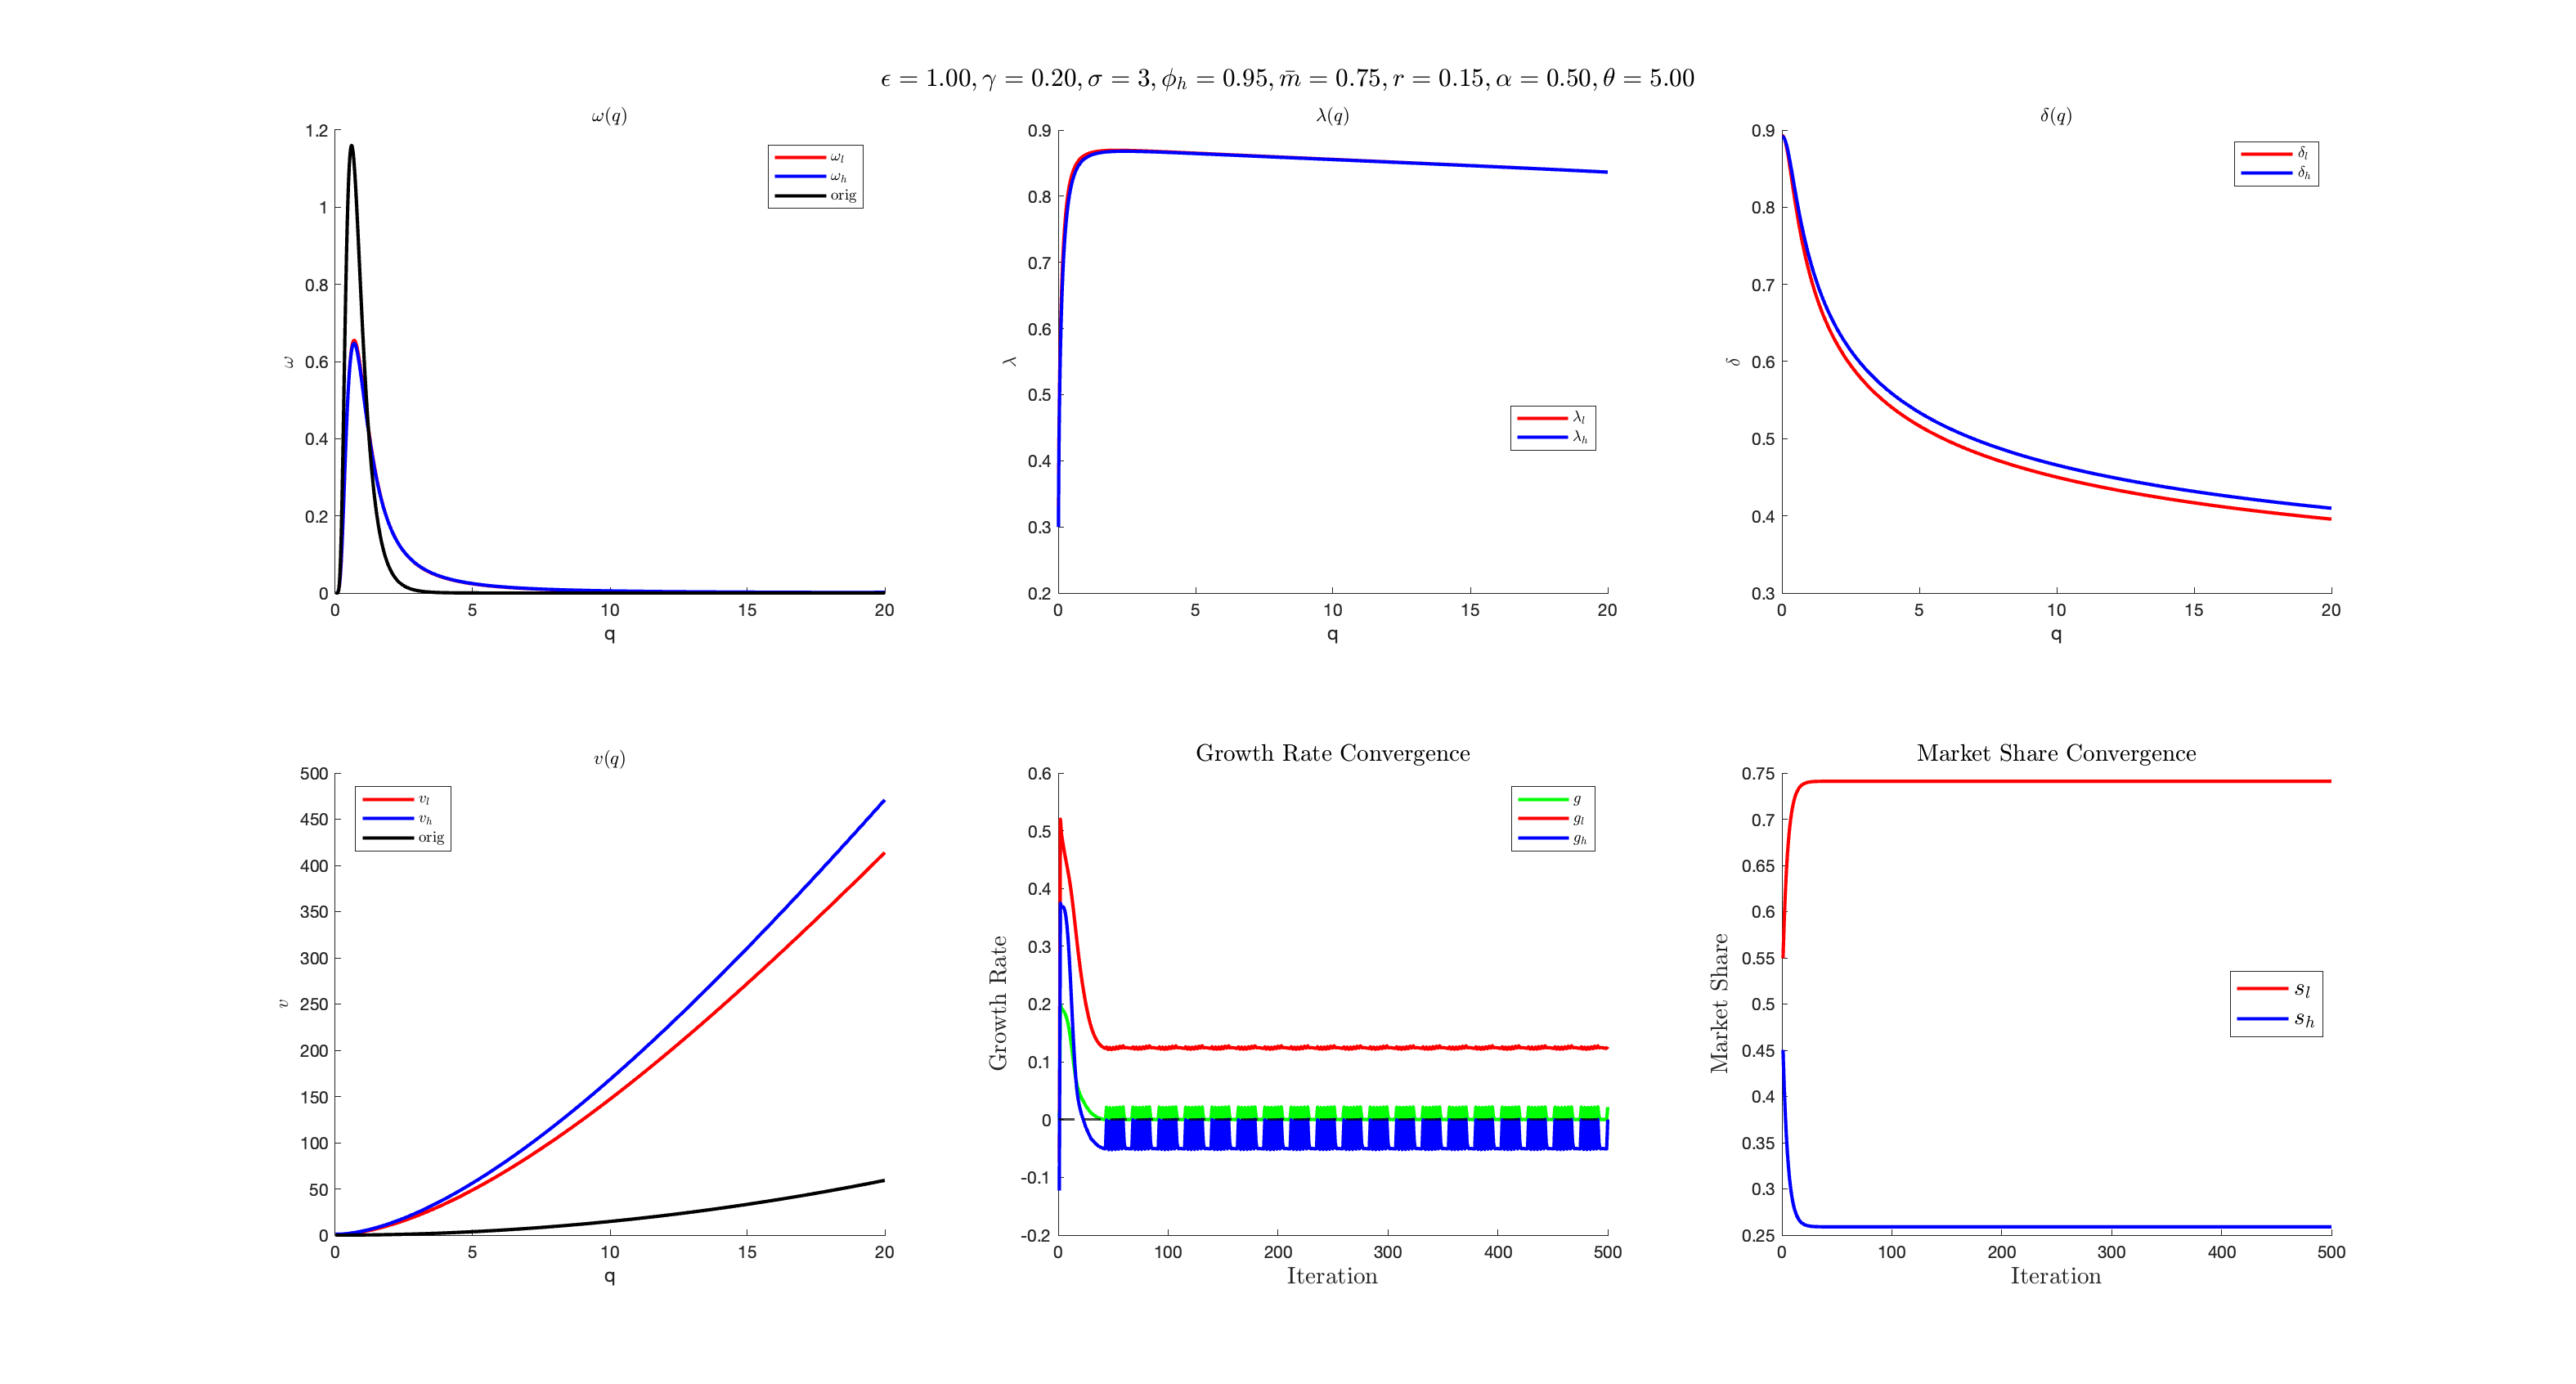 ϵ = 1.00, γ = 0.20, σ = 3, ϕ_h = 0.95, m̄ = 0.75, r = 0.15, α = 0.50, θ = 5.00
ω(q)
1.2
1
0.8
0.6
0.4
0.2
0
ω
0 5 10 15 20
q
ω_l
ω_h
orig
λ(q)
0.9
0.8
0.7
0.6
0.5
0.4
0.3
0.2
λ
0 5 10 15 20
q
λ_l
λ_h
δ(q)
0.9
0.8
0.7
0.6
0.5
0.4
0.3
δ
0 5 10 15 20
q
δ_l
δ_h
v(q)
500
450
400
350
300
250
200
150
100
50
0
v
0 5 10 15 20
q
v_l
v_h
orig
Growth Rate Convergence
0.6
0.5
0.4
0.3
0.2
0.1
0
-0.1
-0.2
Growth Rate
0 100 200 300 400 500
Iteration
g
g_l
g_h
Market Share Convergence
0.75
0.7
0.65
0.6
0.55
0.5
0.45
0.4
0.35
0.3
0.25
Market Share
0 100 200 300 400 500
Iteration
s_l
s_h